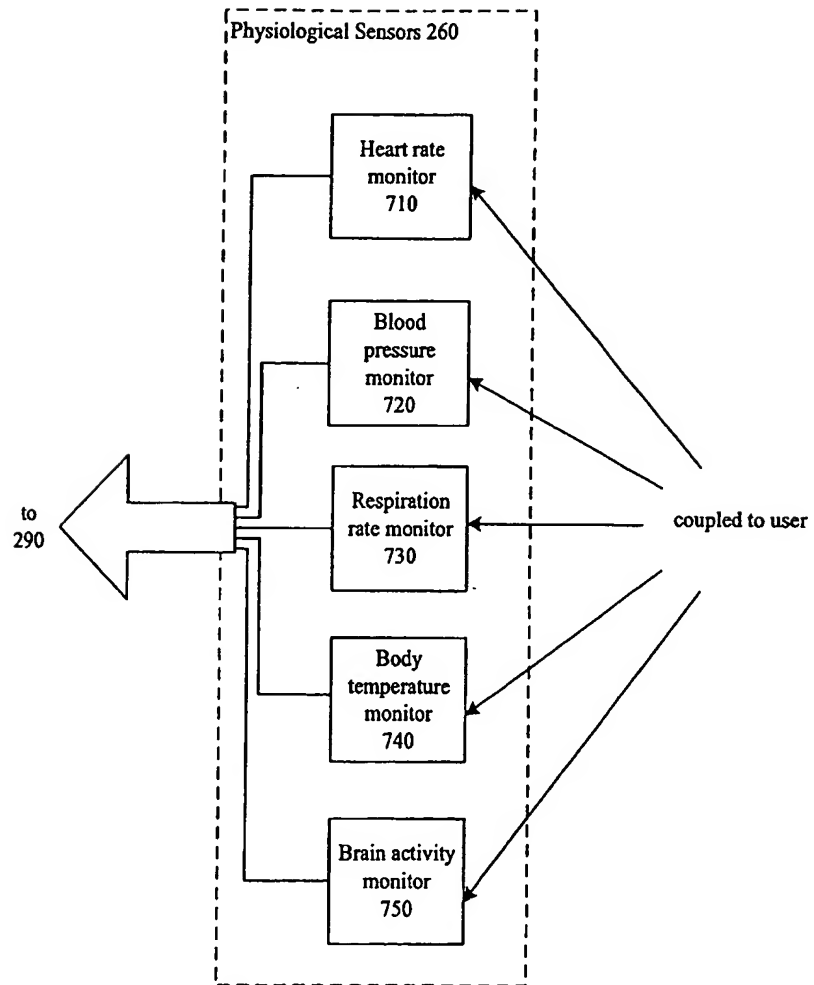 Physiological Sensors 260
Heart rate
monitor
710
Blood
pressure
monitor
720
to
290
Respiration
rate monitor
730
coupled to user
Body
temperature
monitor
740
Brain activity
monitor
750